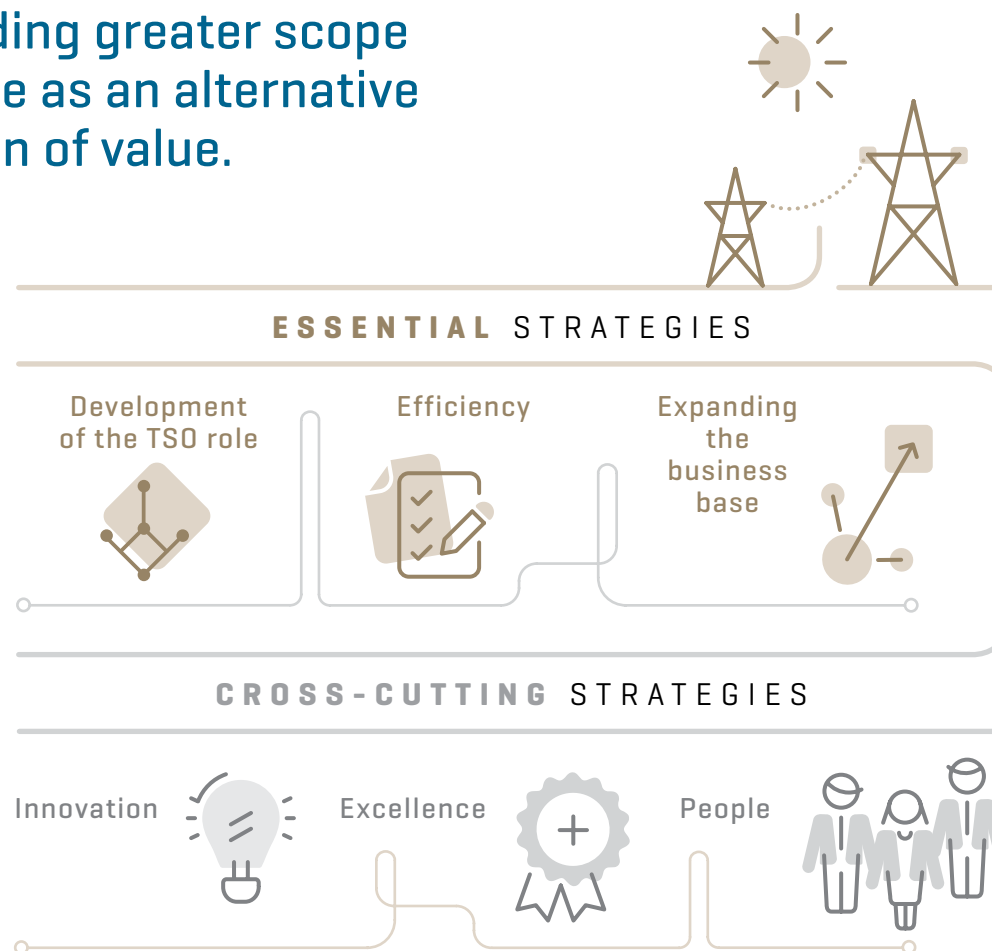 ding greater scope
e as an alternative
n of value.
ESSENTIAL STRATEGIES
Development
of the TSO role
Efficiency
Expanding
the
business
base
CROSS-CUTTING STRATEGIES
Innovation
Excellence
People